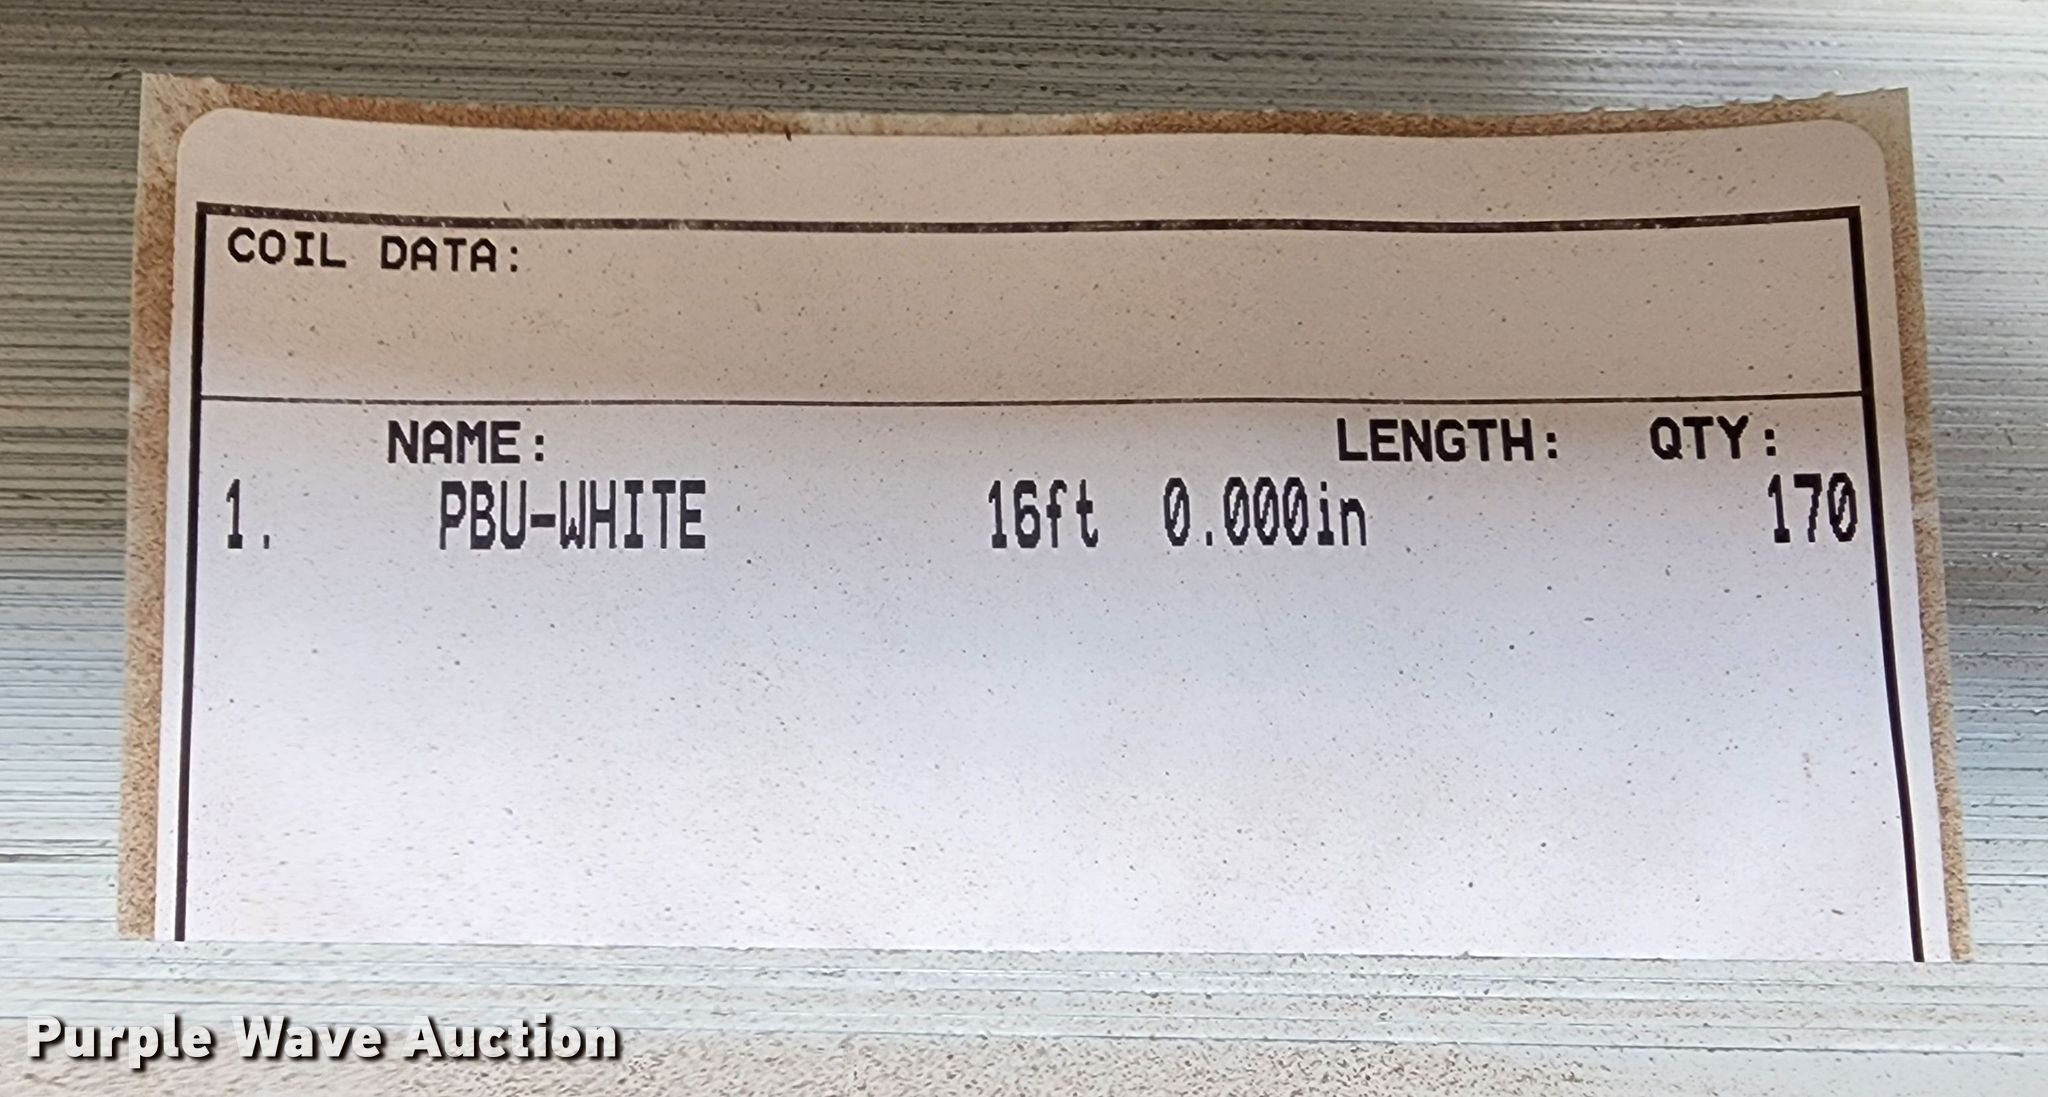 COIL DATA:
NAME: LENGTH: QTY:
1. PBU-WHITE 16ft 0.000in 170
Purple Wave Auction